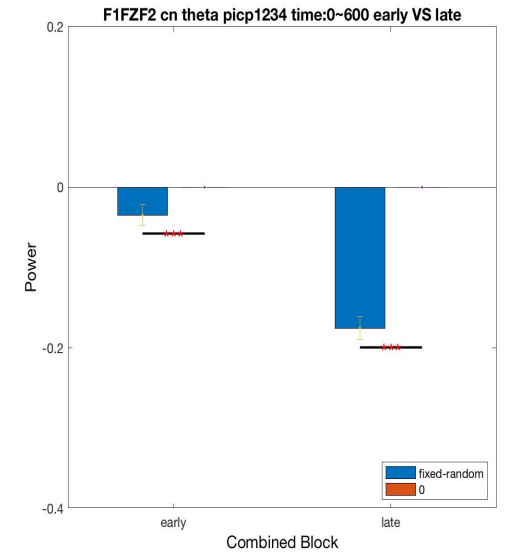 F1FZF2 cn theta picp1234 time:0~600 early VS late
0.2
0
-0.2
-0.4
Power
***
***
early
late
Combined Block
fixed-random
0